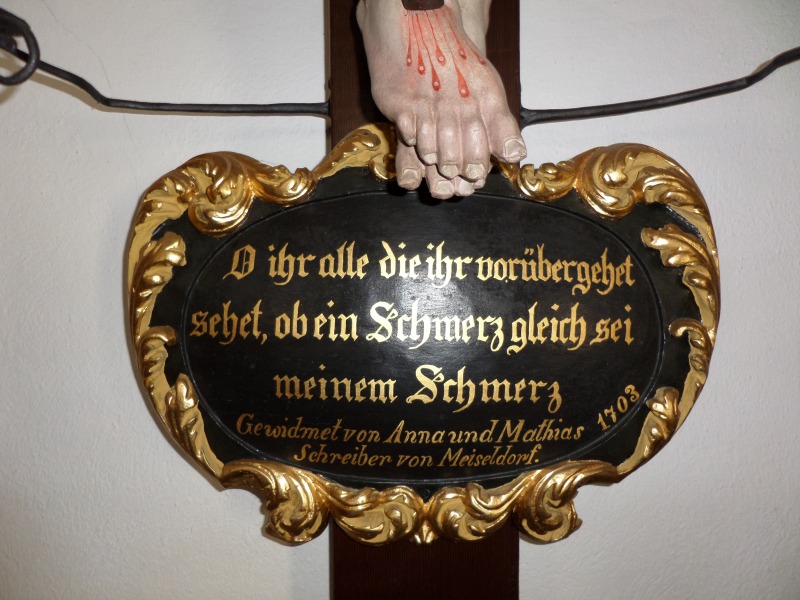 O ihr alle die ihr vorübergehet
sehet, ob ein Schmerz gleich sei
meinem Schmerz
Gewidmet von Anna und Mathias 1703
Schreiber von Meiseldorf.